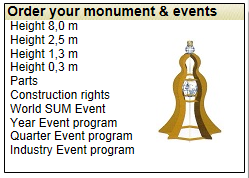 Order your monument & events
Height 8,0 m
Height 2,5 m
Height 1,3 m
Height 0,3 m
Parts
Construction rights
World SUM Event
Year Event program
Quarter Event program
Industry Event program